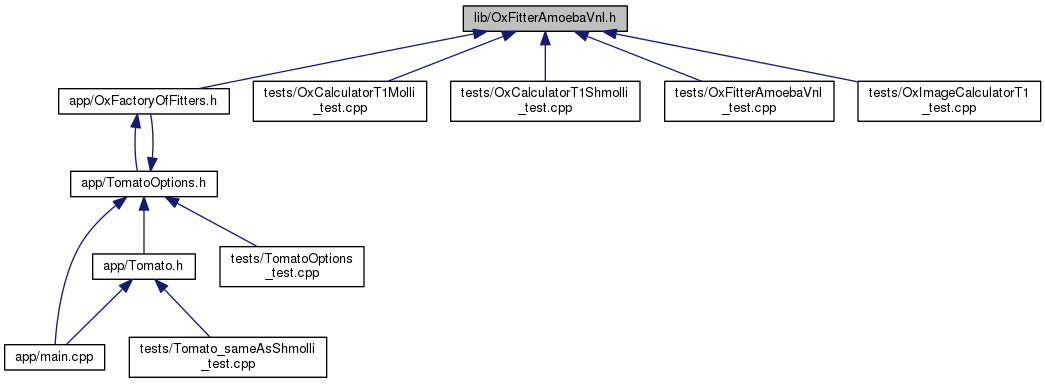 lib/OxFitterAmoebaVnl.h
app/OxFactoryOfFitters.h
tests/OxCalculatorT1Molli
_test.cpp
tests/OxCalculatorT1Shmolli
_test.cpp
tests/OxFitterAmoebaVnl
_test.cpp
tests/OxImageCalculatorT1
_test.cpp
app/TomatoOptions.h
app/Tomato.h
tests/TomatoOptions
_test.cpp
app/main.cpp
tests/Tomato_sameAsShmolli
_test.cpp